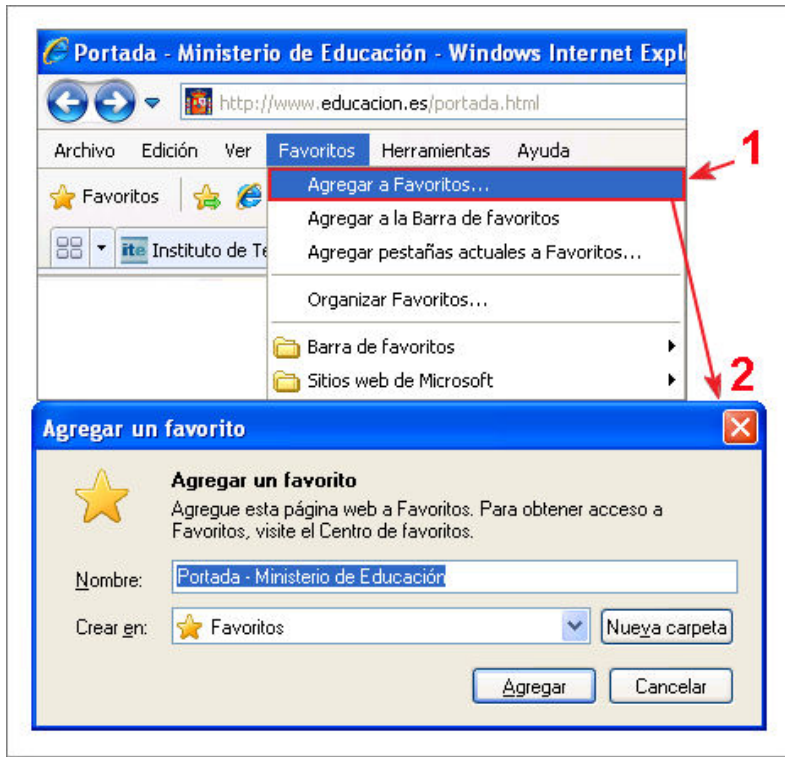 Portada - Ministerio de Educación - Windows Internet Expl
http://www.educacion.es/portada.html
Archivo Edición Ver Favoritos Herramientas Ayuda
1
Favoritos
Agregar a Favoritos...
Agregar a la Barra de favoritos
ite Instituto de Te
Agregar pestañas actuales a Favoritos...
Organizar Favoritos...
Barra de favoritos
Sitios web de Microsoft
2
Agregar un favorito
Agregar un favorito
Agregue esta página web a Favoritos. Para obtener acceso a
Favoritos, visite el Centro de favoritos.
Nombre: Portada - Ministerio de Educación
Crear en: Favoritos Nueva carpeta
Agregar Cancelar